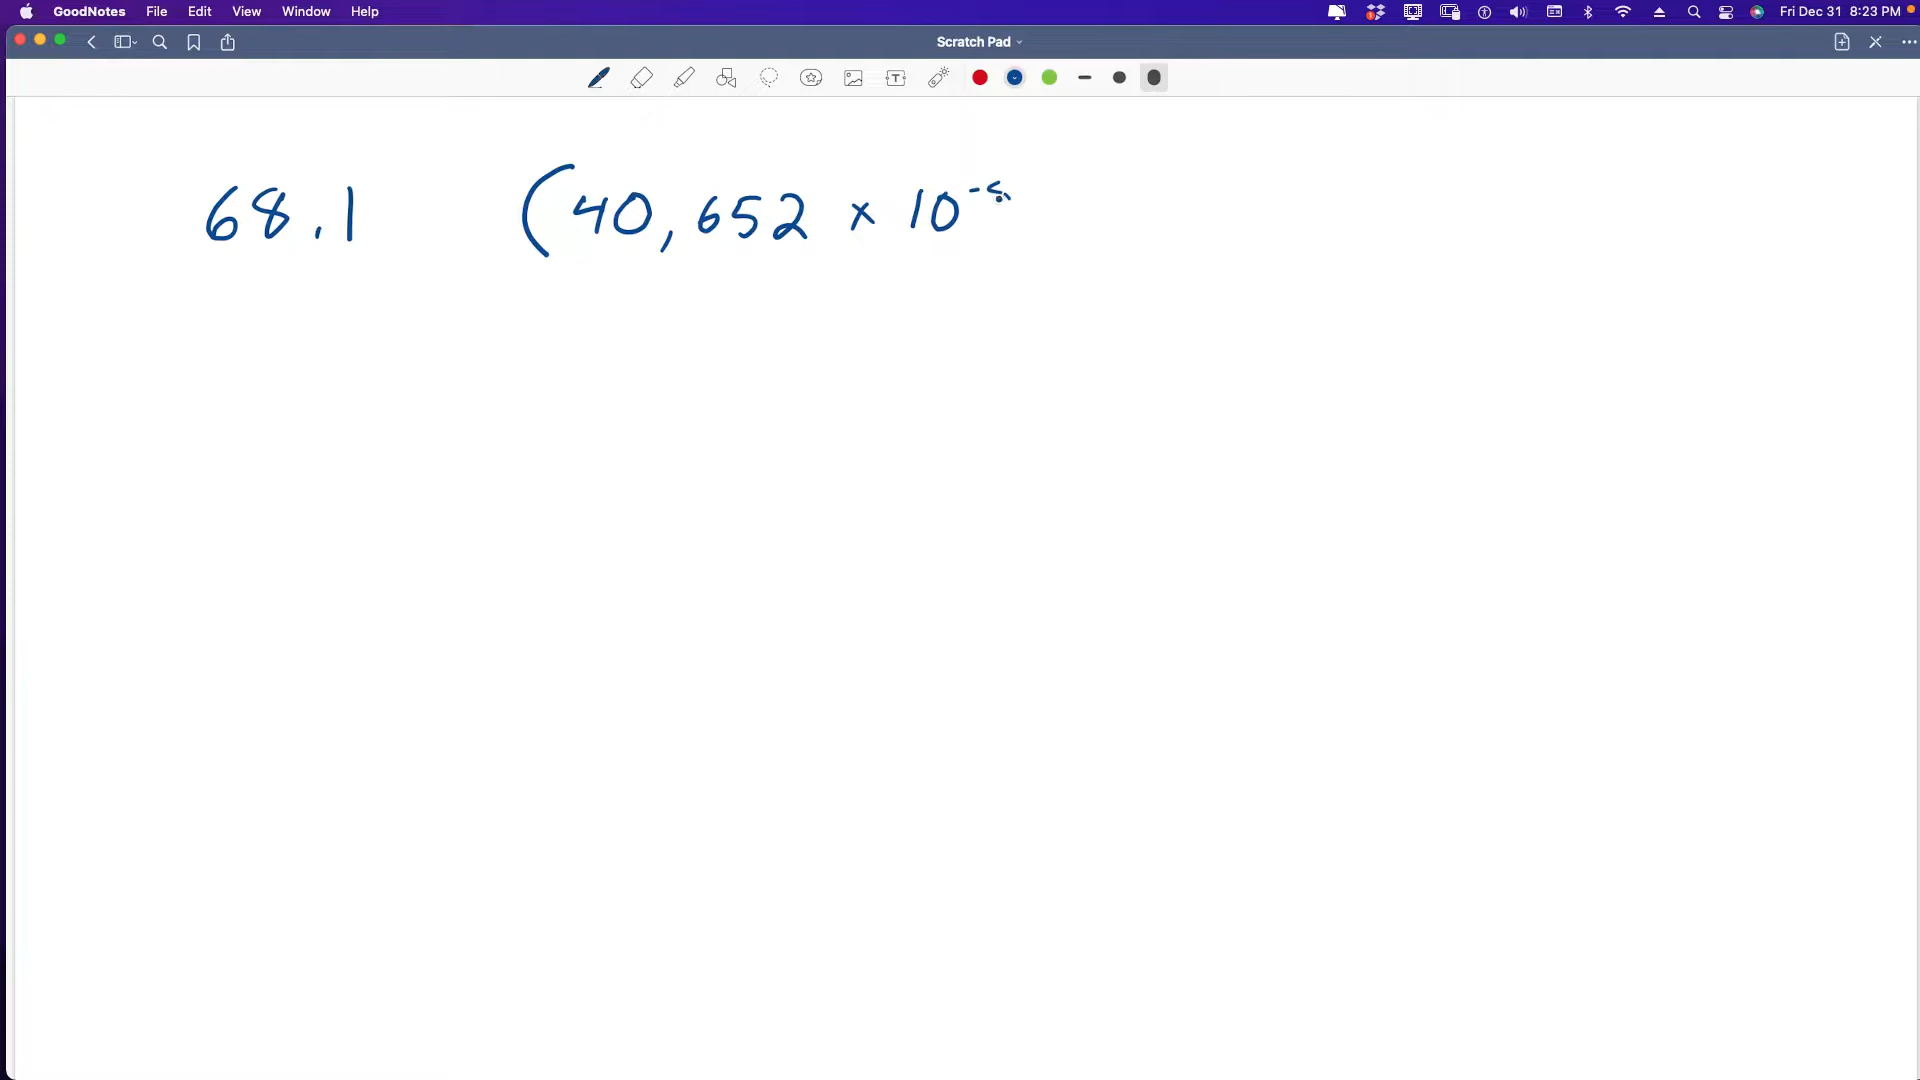 GoodNotes File Edit View Window Help Fri Dec 31 8:23 PM
Scratch Pad
68.1 (40,652 x 10⁻⁵